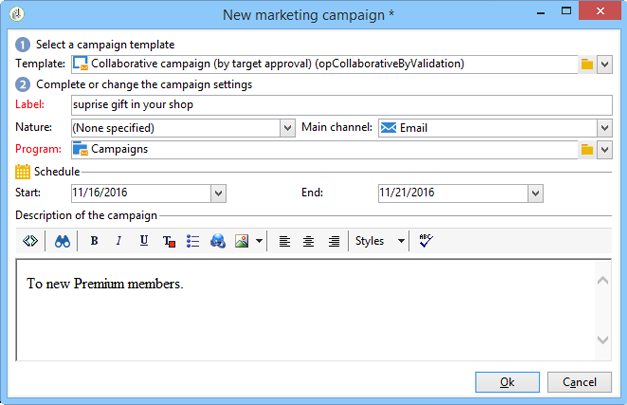 New marketing campaign *
1 Select a campaign template
Template: Collaborative campaign (by target approval) (opCollaborativeByValidation)
2 Complete or change the campaign settings
Label: suprise gift in your shop
Nature: (None specified) Main channel: Email
Program: Campaigns
Schedule
Start: 11/16/2016 End: 11/21/2016
Description of the campaign
B I U T Styles ABC
To new Premium members.
Ok Cancel